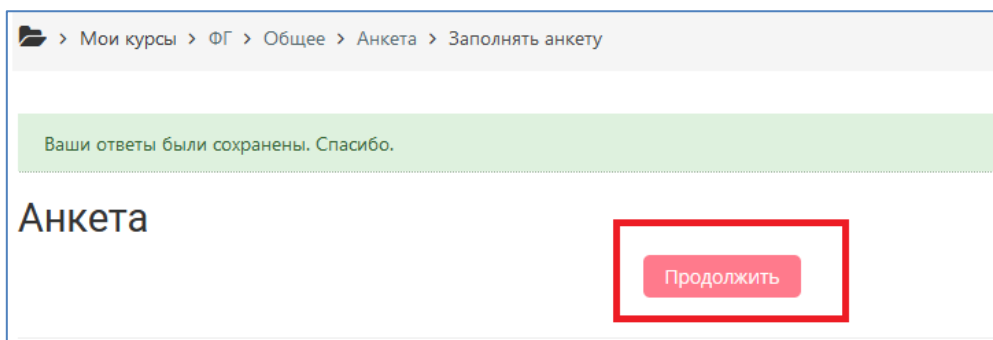 > Мои курсы > ФГ > Общее > Анкета > Заполнять анкету
Ваши ответы были сохранены. Спасибо.
Анкета
Продолжить